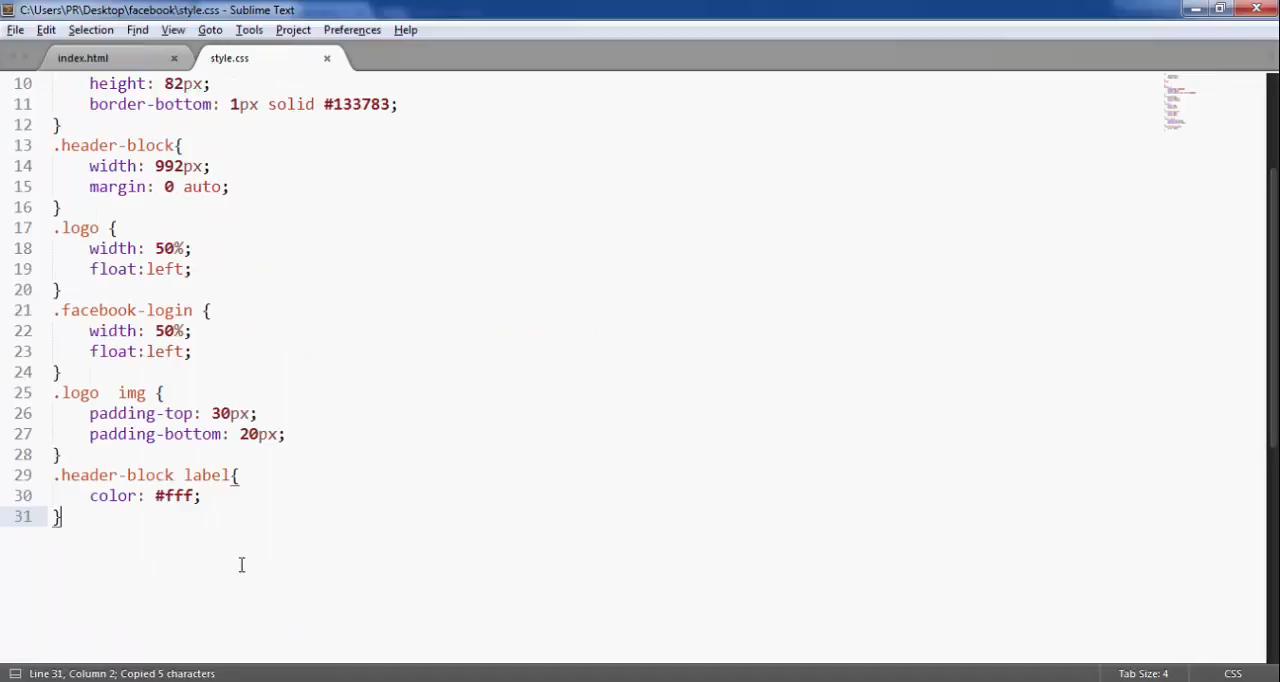 C:\Users\PR\Desktop\facebook\style.css - Sublime Text
File Edit Selection Find View Goto Tools Project Preferences Help
index.html × style.css ×
10 height: 82px;
11 border-bottom: 1px solid #133783;
12 }
13 .header-block{
14 width: 992px;
15 margin: 0 auto;
16 }
17 .logo {
18 width: 50%;
19 float:left;
20 }
21 .facebook-login {
22 width: 50%;
23 float:left;
24 }
25 .logo  img {
26 padding-top: 30px;
27 padding-bottom: 20px;
28 }
29 .header-block label{
30 color: #fff;
31 }
Line 31, Column 2; Copied 5 characters Tab Size: 4 CSS